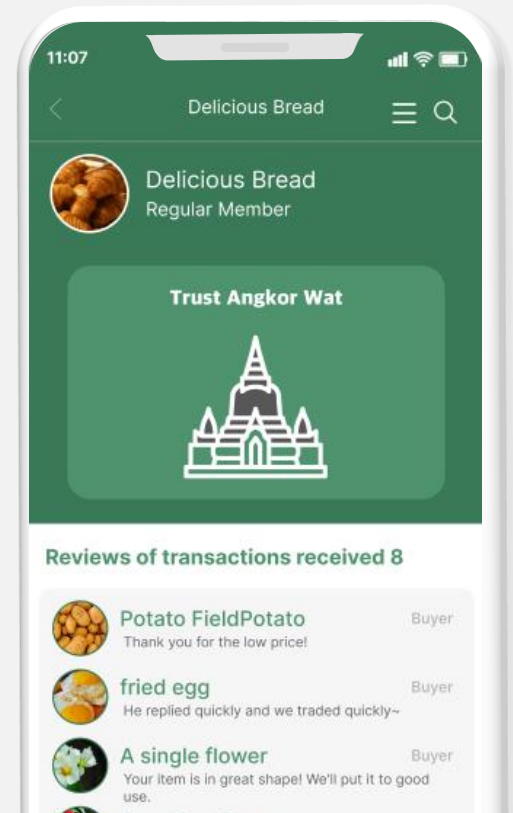 11:07
Delicious Bread
Delicious Bread
Regular Member
Trust Angkor Wat
Reviews of transactions received 8
Potato FieldPotato Buyer
Thank you for the low price!
fried egg Buyer
He replied quickly and we traded quickly~
A single flower Buyer
Your item is in great shape! We'll put it to good
use.